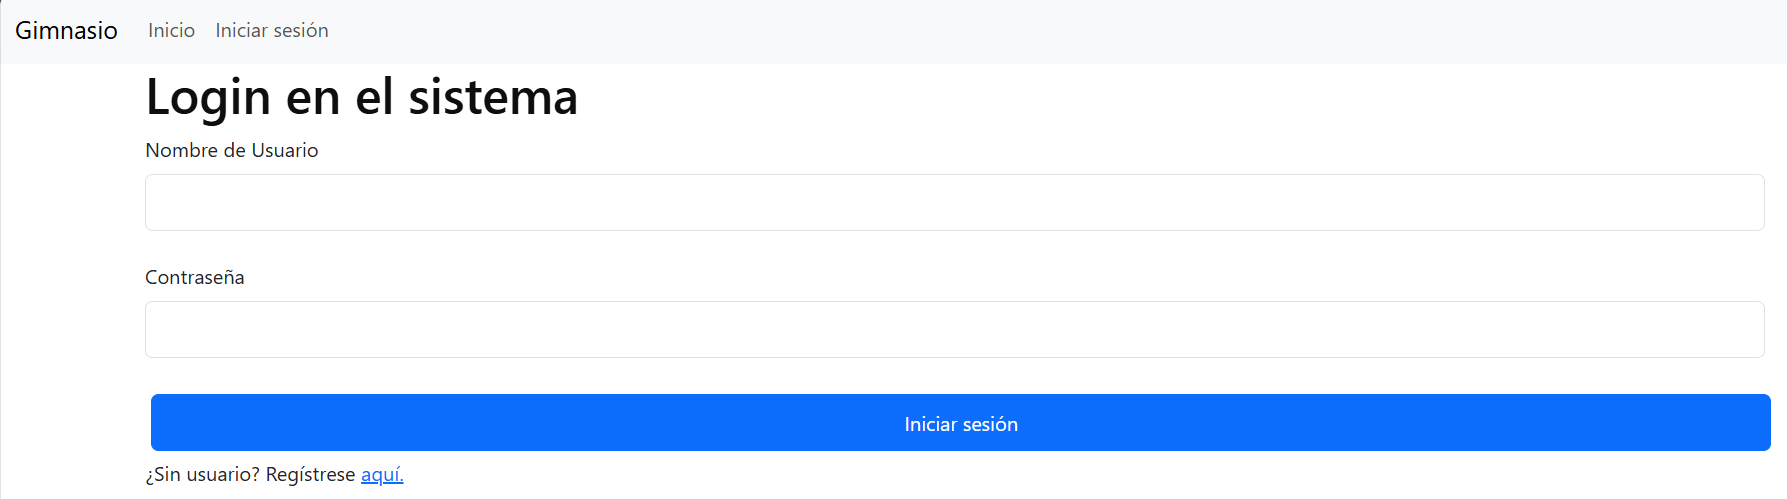 Gimnasio Inicio Iniciar sesión
Login en el sistema
Nombre de Usuario
Contraseña
Iniciar sesión
¿Sin usuario? Regístrese aquí.